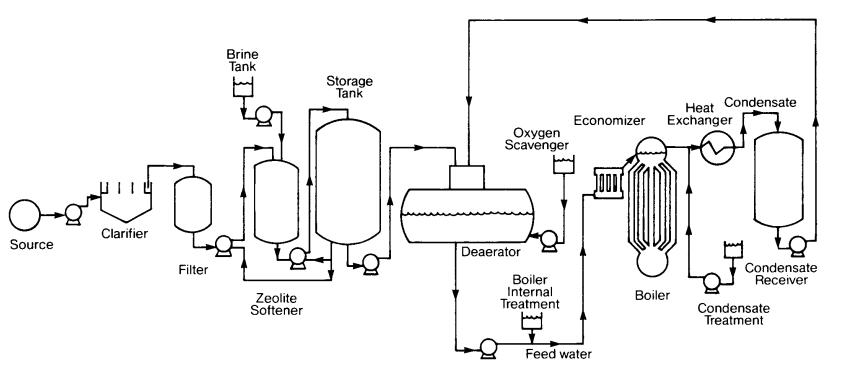 Brine
Tank
Storage
Tank
Oxygen
Scavenger
Economizer
Heat
Exchanger
Condensate
Source
Clarifier
Filter
Zeolite
Softener
Deaerator
Boiler
Internal
Treatment
Feed water
Boiler
Condensate
Treatment
Condensate
Receiver